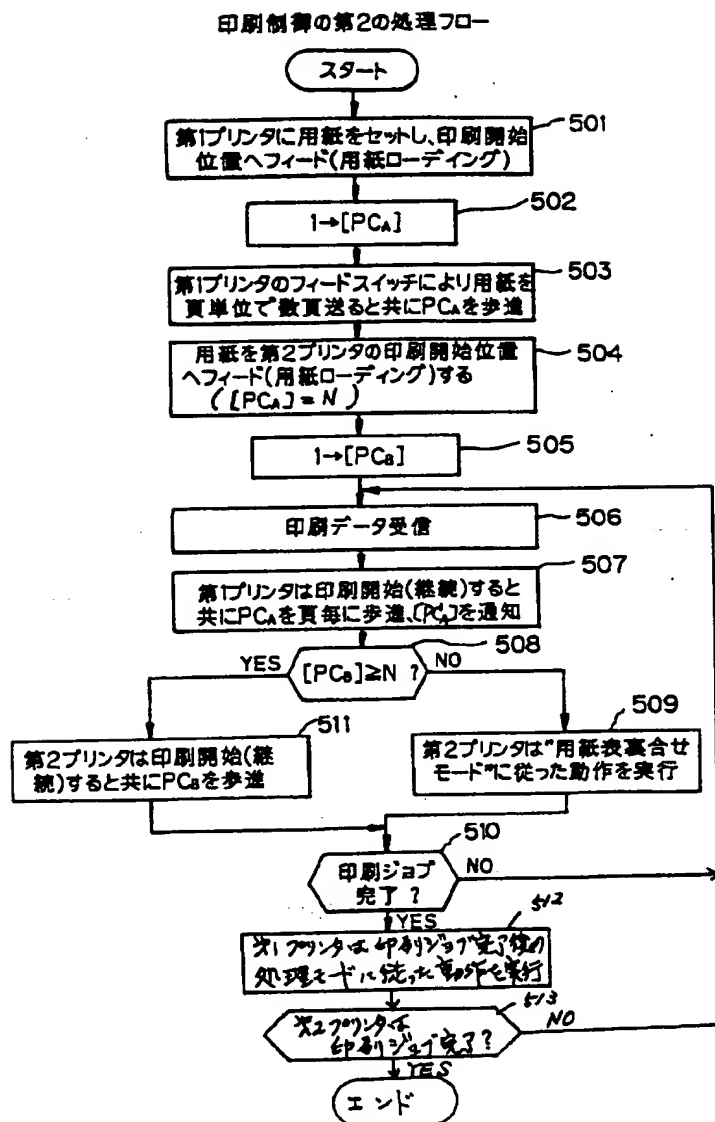 印刷制御の第2の処理フロー
スタート
501
第1プリンタに用紙をセットし、印刷開始
位置へフィード(用紙ローディング)
502
1→[PCA]
503
第1プリンタのフィードスイッチにより用紙を
頁単位で数頁送ると共にPCAを歩進
504
用紙を第2プリンタの印刷開始位置
へフィード(用紙ローディング)する
([PCA]=N)
505
1→[PCB]
506
印刷データ受信
507
第1プリンタは印刷開始(継続)すると
共にPCAを頁毎に歩進、[PCA]を通知
508
YES
[PCB]≥N ?
NO
511
第2プリンタは印刷開始(継
続)すると共にPCBを歩進
509
第2プリンタは"用紙表裏合せ
モード"に従った動作を実行
510
印刷ジョブ
完了?
NO
YES
512
第1プリンタは印刷ジョブ完了後の
処理モードに従った動作を実行
513
第2プリンタは
印刷ジョブ完了?
NO
YES
エンド